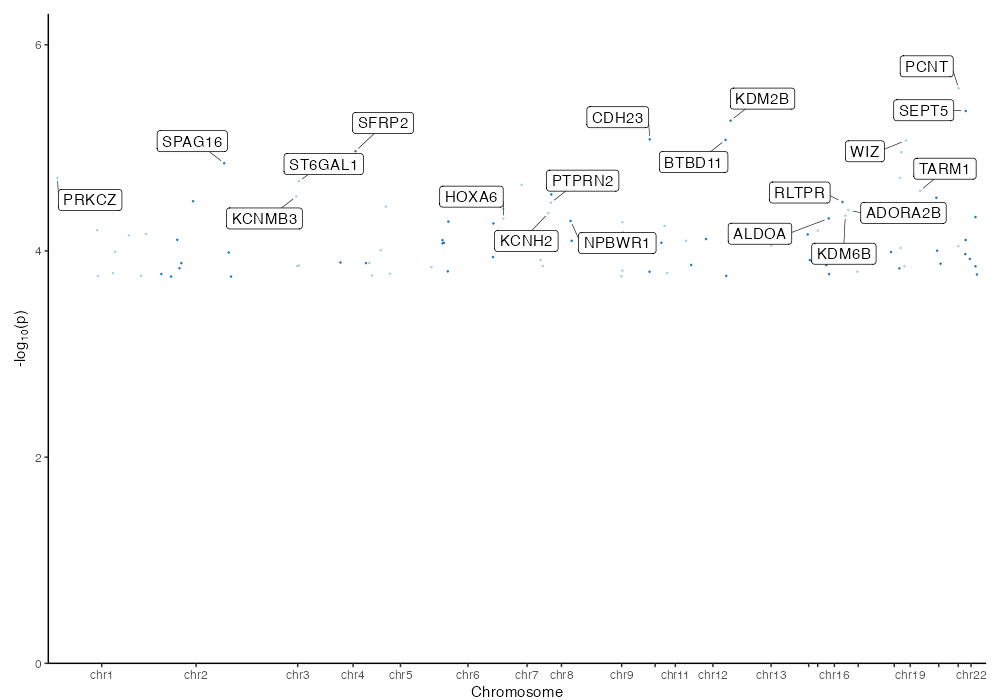 6
PCNT
KDM2B
SEPT5
CDH23
SFRP2
SPAG16
WIZ
BTBD11
ST6GAL1
TARM1
PTPRN2
RLTPR
HOXA6
PRKCZ
ADORA2B
KCNMB3
ALDOA
KCNH2
NPBWR1
KDM6B
4
-log10(p)
2
0
chr1 chr2 chr3 chr4 chr5 chr6 chr7 chr8 chr9 chr11 chr12 chr13 chr16 chr19 chr22
Chromosome